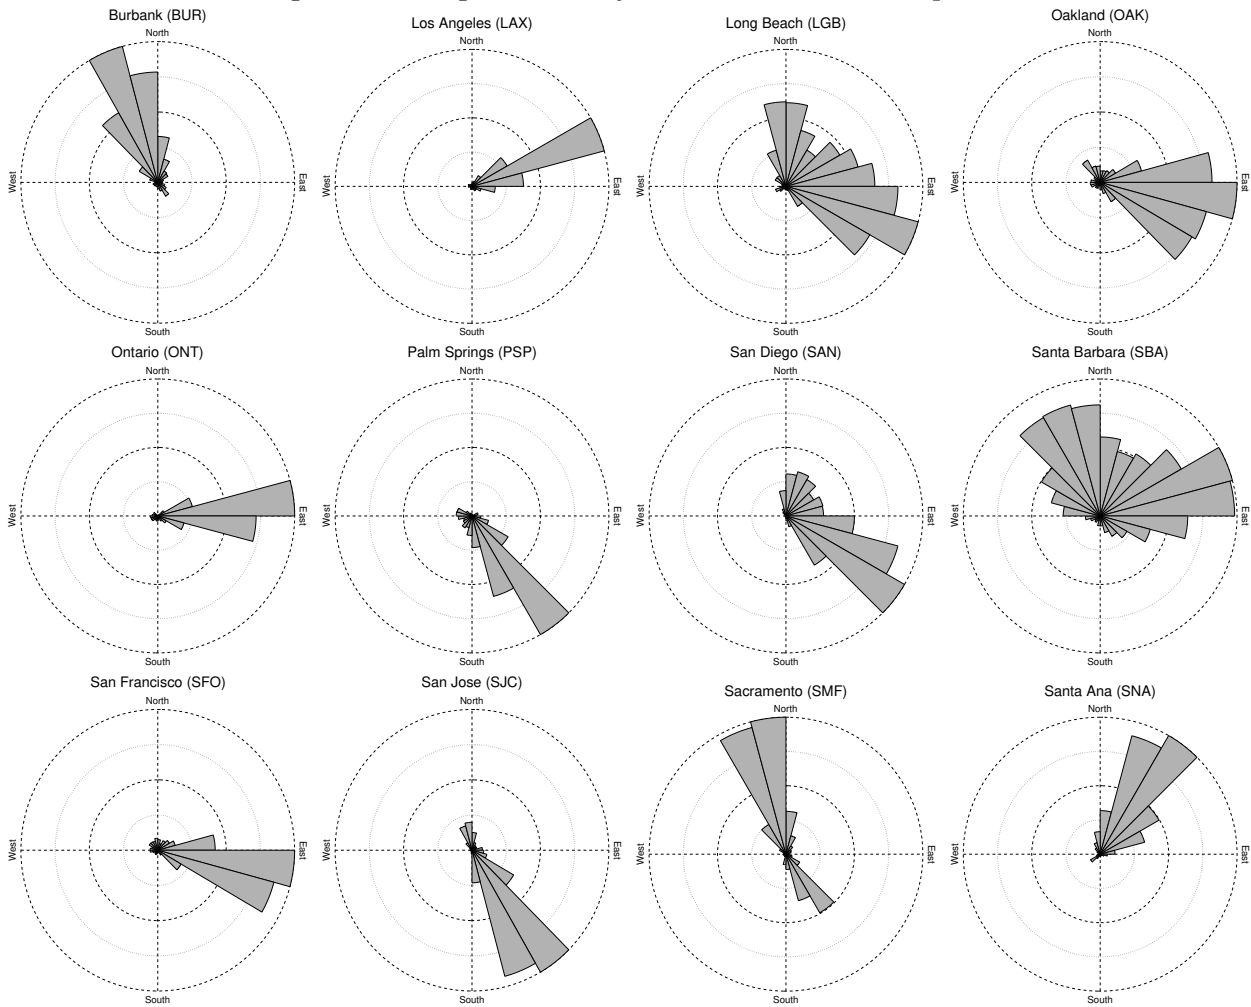 Burbank (BUR)
North
West
East
South
Los Angeles (LAX)
North
West
East
South
Long Beach (LGB)
North
West
East
South
Oakland (OAK)
North
West
East
South
Ontario (ONT)
North
West
East
South
Palm Springs (PSP)
North
West
East
South
San Diego (SAN)
North
West
East
South
Santa Barbara (SBA)
North
West
East
South
San Francisco (SFO)
North
West
East
South
San Jose (SJC)
North
West
East
South
Sacramento (SMF)
North
West
East
South
Santa Ana (SNA)
North
West
East
South